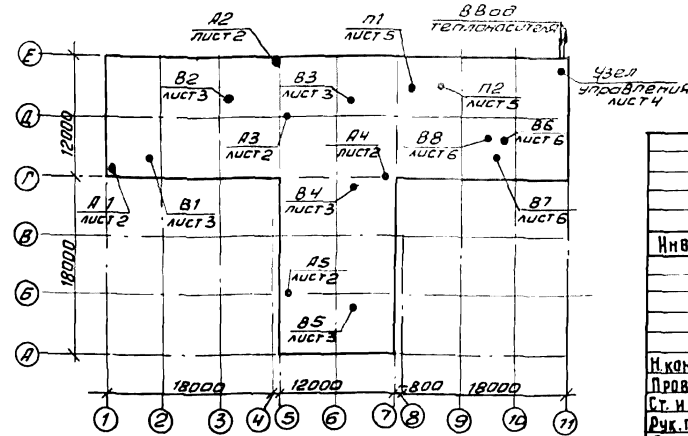 А2
лист 2
П1
лист 5
Ввод
теплоносителя
Е
В2
лист 3
В3
лист 3
П2
лист 5
Узел
управления
лист 4
Д
А3
лист 2
А4
лист 2
В8
лист 6
В6
лист 6
12000
Г
А1
лист 2
В1
лист 3
В4
лист 3
В7
лист 6
В
18000
А5
лист 2
Б
В5
лист 3
А
18000
12000
800
18000
1
2
3
4
5
6
7
8
9
10
11
Инв
Н.кон
Пров
Ст. и
Рук.г